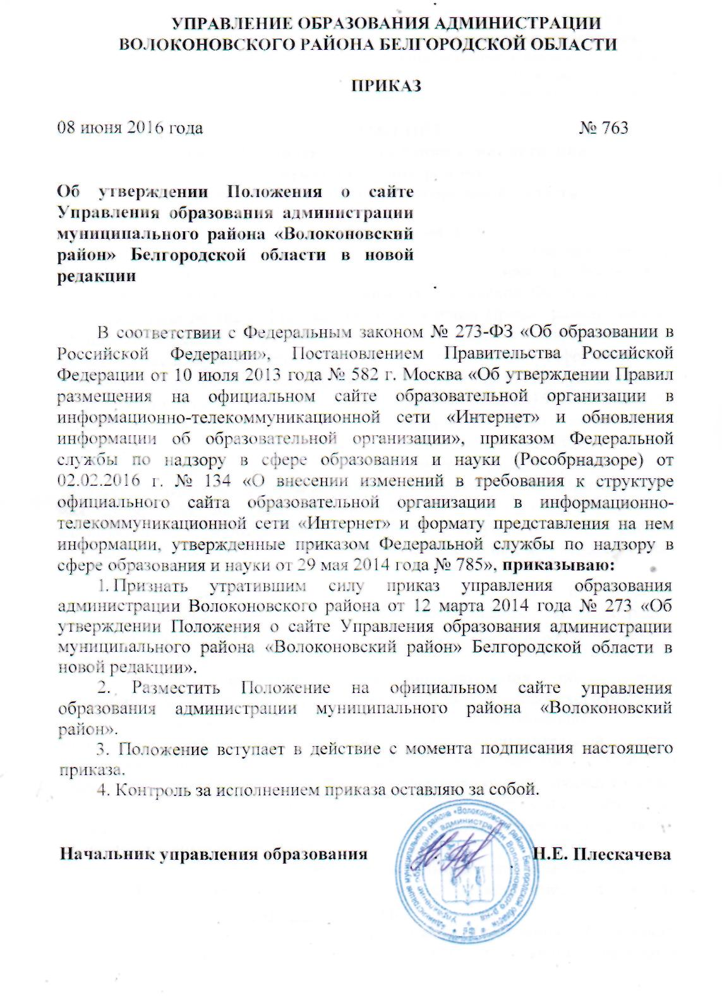 УПРАВЛЕНИЕ ОБРАЗОВАНИЯ АДМИНИСТРАЦИИ
ВОЛОКОНОВСКОГО РАЙОНА БЕЛГОРОДСКОЙ ОБЛАСТИ
ПРИКАЗ
08 июня 2016 года № 763
Об утверждении Положения о сайте
Управления образования администрации
муниципального района «Волоконовский
район» Белгородской области в новой
редакции
В соответствии с Федеральным законом № 273-ФЗ «Об образовании в
Российской Федерации», Постановлением Правительства Российской
Федерации от 10 июля 2013 года № 582 г. Москва «Об утверждении Правил
размещения на официальном сайте образовательной организации в
информационно-телекоммуникационной сети «Интернет» и обновления
информации об образовательной организации», приказом Федеральной
службы по надзору в сфере образования и науки (Рособрнадзоре) от
02.02.2016 г. № 134 «О внесении изменений в требования к структуре
официального сайта образовательной организации в информационно-
телекоммуникационной сети «Интернет» и формату представления на нем
информации, утвержденные приказом Федеральной службы по надзору в
сфере образования и науки от 29 мая 2014 года № 785», приказываю:
1. Признать утратившим силу приказ управления образования
администрации Волоконовского района от 12 марта 2014 года № 273 «Об
утверждении Положения о сайте Управления образования администрации
муниципального района «Волоконовский район» Белгородской области в
новой редакции».
2. Разместить Положение на официальном сайте управления
образования администрации муниципального района «Волоконовский
район».
3. Положение вступает в действие с момента подписания настоящего
приказа.
4. Контроль за исполнением приказа оставляю за собой.
Начальник управления образования Н.Е. Плескачева
Администрация муниципального района «Волоконовский район» Белгородской области РФ
Управление образования администрации Волоконовского р-на